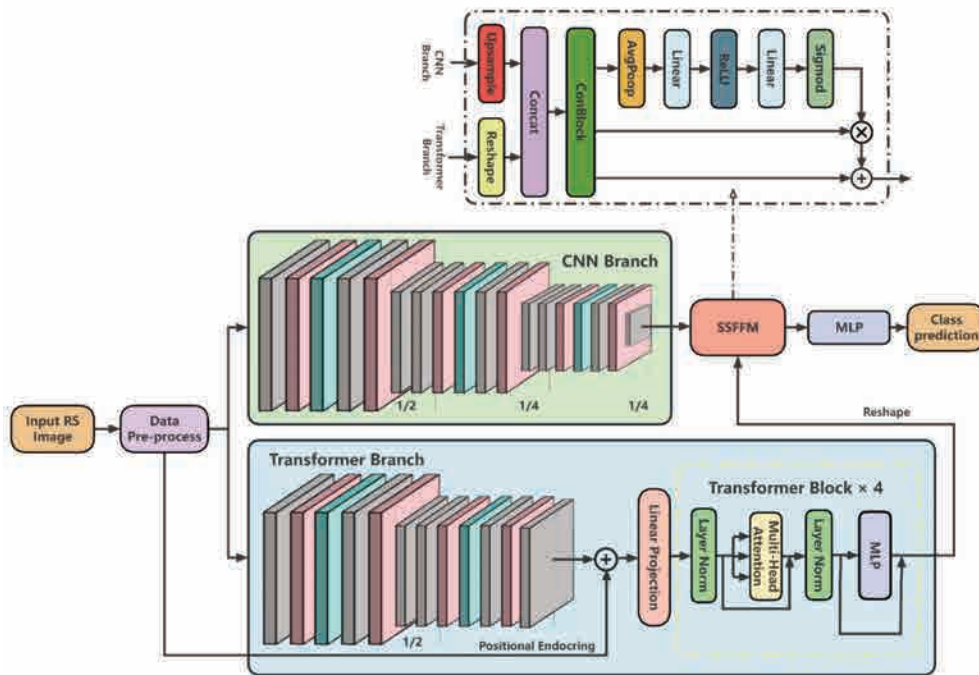 CNN
Branch
Transformer
Branch
Upsample
Reshape
Concat
ConBlock
AvgPoop
Linear
ReLU
Linear
Sigmod
CNN Branch
1/2
1/4
1/4
SSFFM
MLP
Class
prediction
Input RS
Image
Data
Pre-process
Reshape
Transformer Branch
1/2
Positional Endocring
Linear Projection
Transformer Block × 4
Layer Norm
Multi-Head
Attention
Layer Norm
MLP